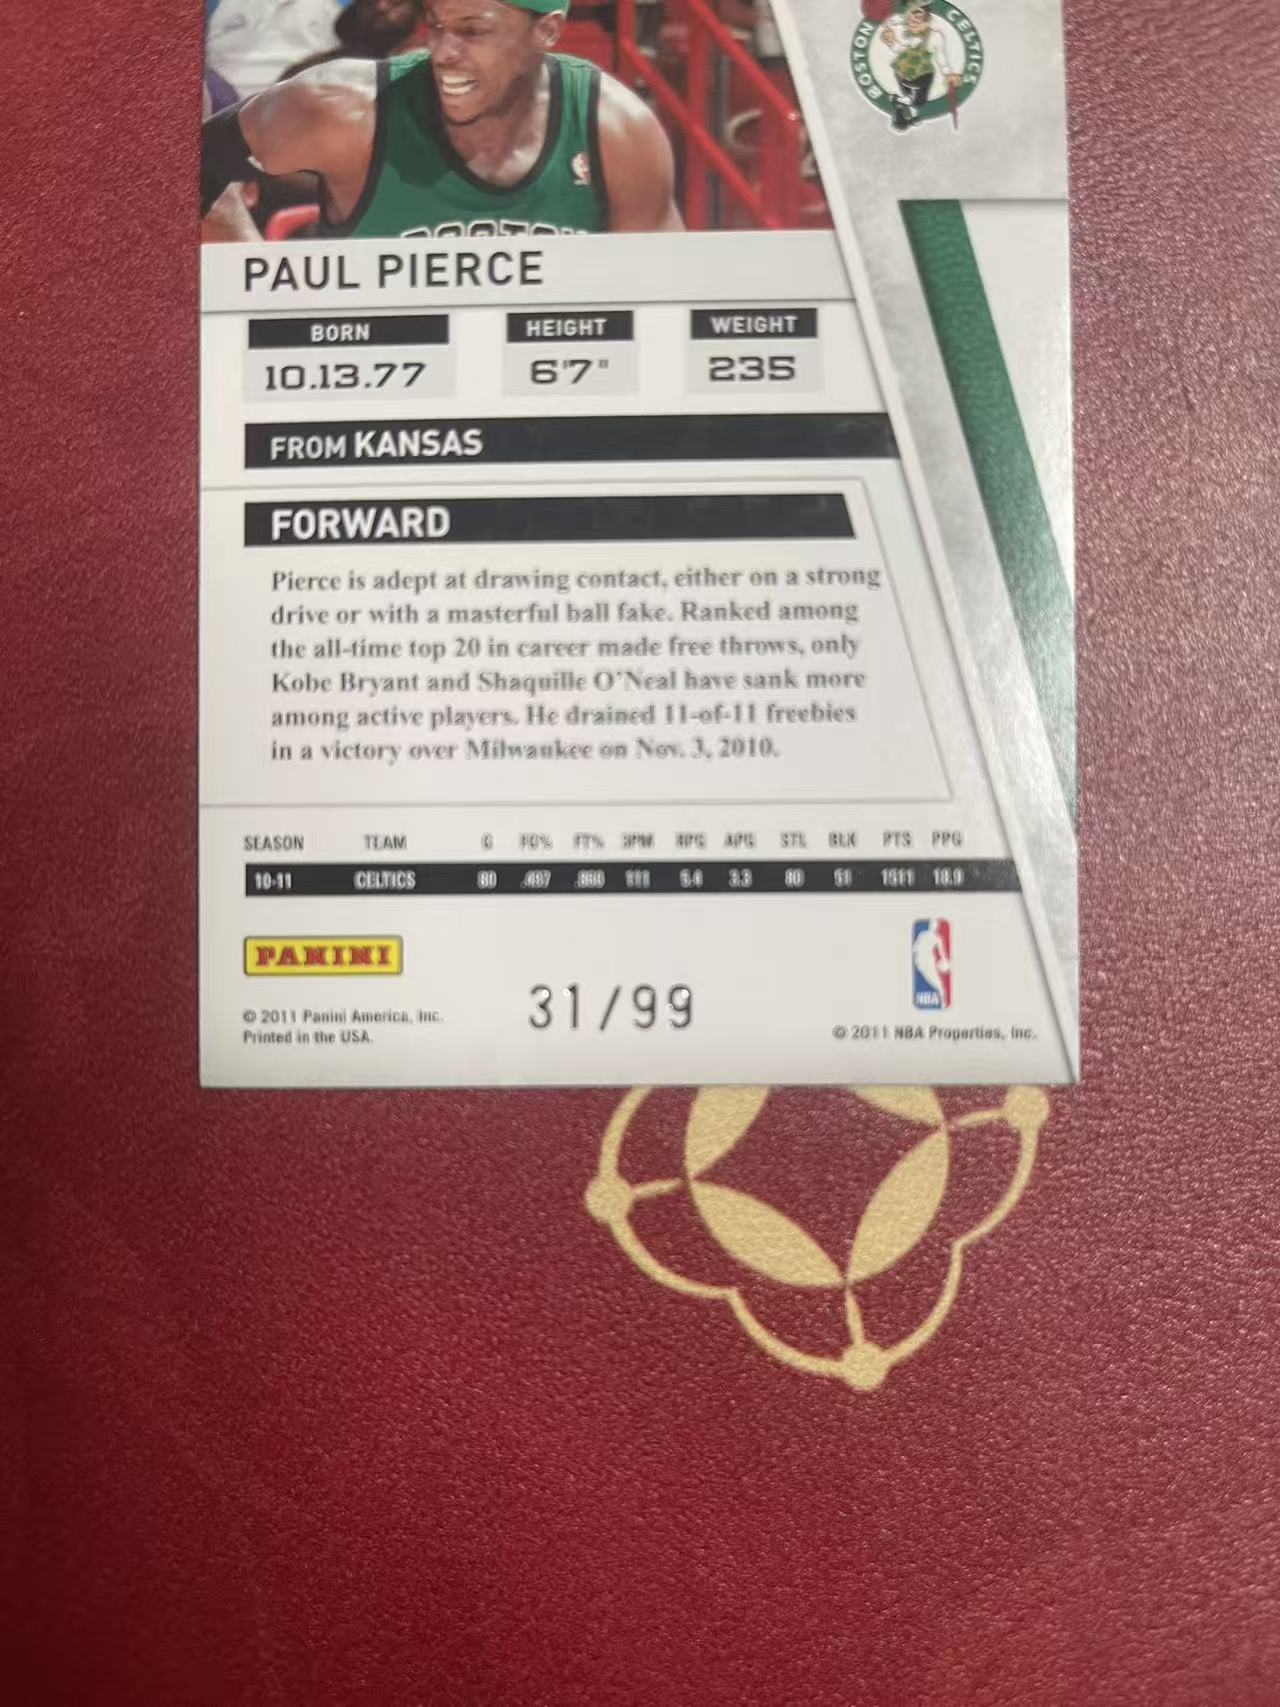 BOSTON CELTICS
BOSTON
PAUL PIERCE
BORN HEIGHT WEIGHT
10.13.77 6'7" 235
FROM KANSAS
FORWARD
Pierce is adept at drawing contact, either on a strong
drive or with a masterful ball fake. Ranked among
the all-time top 20 in career made free throws, only
Kobe Bryant and Shaquille O'Neal have sank more
among active players. He drained 11-of-11 freebies
in a victory over Milwaukee on Nov. 3, 2010.
SEASON TEAM G FG% FT% 3PM RPG APG STL BLK PTS PPG
10-11 CELTICS 80 .497 .860 111 5.4 3.3 80 51 1511 18.9
PANINI
© 2011 Panini America, Inc.
Printed in the USA.
31/99
NBA
© 2011 NBA Properties, Inc.